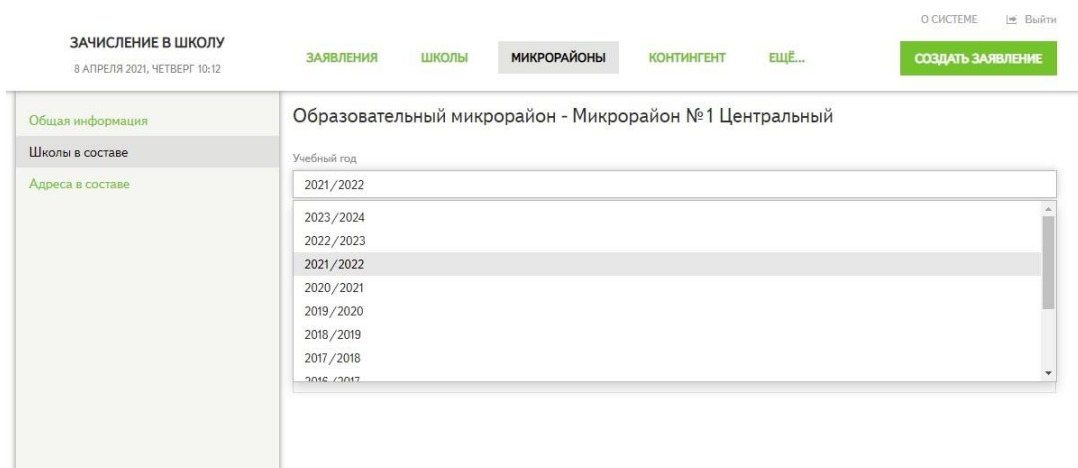 О СИСТЕМЕ Выйти
ЗАЧИСЛЕНИЕ В ШКОЛУ
8 АПРЕЛЯ 2021, ЧЕТВЕРГ 10:12
ЗАЯВЛЕНИЯ ШКОЛЫ МИКРОРАЙОНЫ КОНТИНГЕНТ ЕЩЁ... СОЗДАТЬ ЗАЯВЛЕНИЕ
Общая информация
Школы в составе
Адреса в составе
Образовательный микрорайон - Микрорайон №1 Центральный
Учебный год
2021/2022
2023/2024
2022/2023
2021/2022
2020/2021
2019/2020
2018/2019
2017/2018
2016/2017